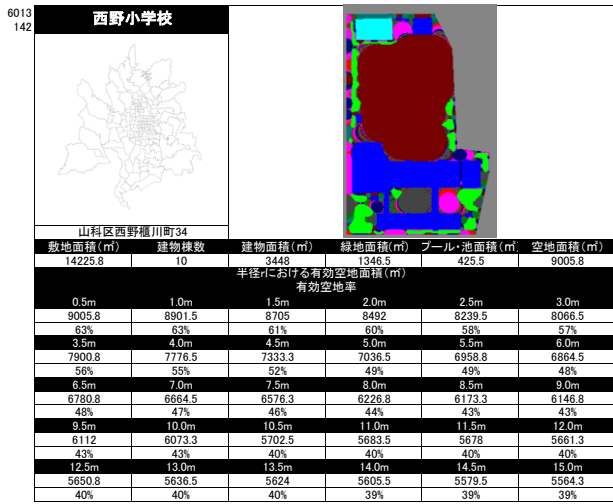 6013
142
西野小学校
山科区西野櫃川町34
敷地面積(㎡) 建物棟数 建物面積(㎡) 緑地面積(㎡) プール・池面積(㎡) 空地面積(㎡)
14225.8 10 3448 1346.5 425.5 9005.8
半径rにおける有効空地面積(㎡)
有効空地率
0.5m 1.0m 1.5m 2.0m 2.5m 3.0m
9005.8 8901.5 8705 8492 8239.5 8066.5
63% 63% 61% 60% 58% 57%
3.5m 4.0m 4.5m 5.0m 5.5m 6.0m
7900.8 7776.5 7333.3 7036.5 6958.8 6864.5
56% 55% 52% 49% 49% 48%
6.5m 7.0m 7.5m 8.0m 8.5m 9.0m
6780.8 6664.5 6576.3 6226.8 6173.3 6146.8
48% 47% 46% 44% 43% 43%
9.5m 10.0m 10.5m 11.0m 11.5m 12.0m
6112 6073.3 5702.5 5683.5 5678 5661.3
43% 43% 40% 40% 40% 40%
12.5m 13.0m 13.5m 14.0m 14.5m 15.0m
5650.8 5636.5 5624 5605.5 5579.5 5564.3
40% 40% 40% 39% 39% 39%